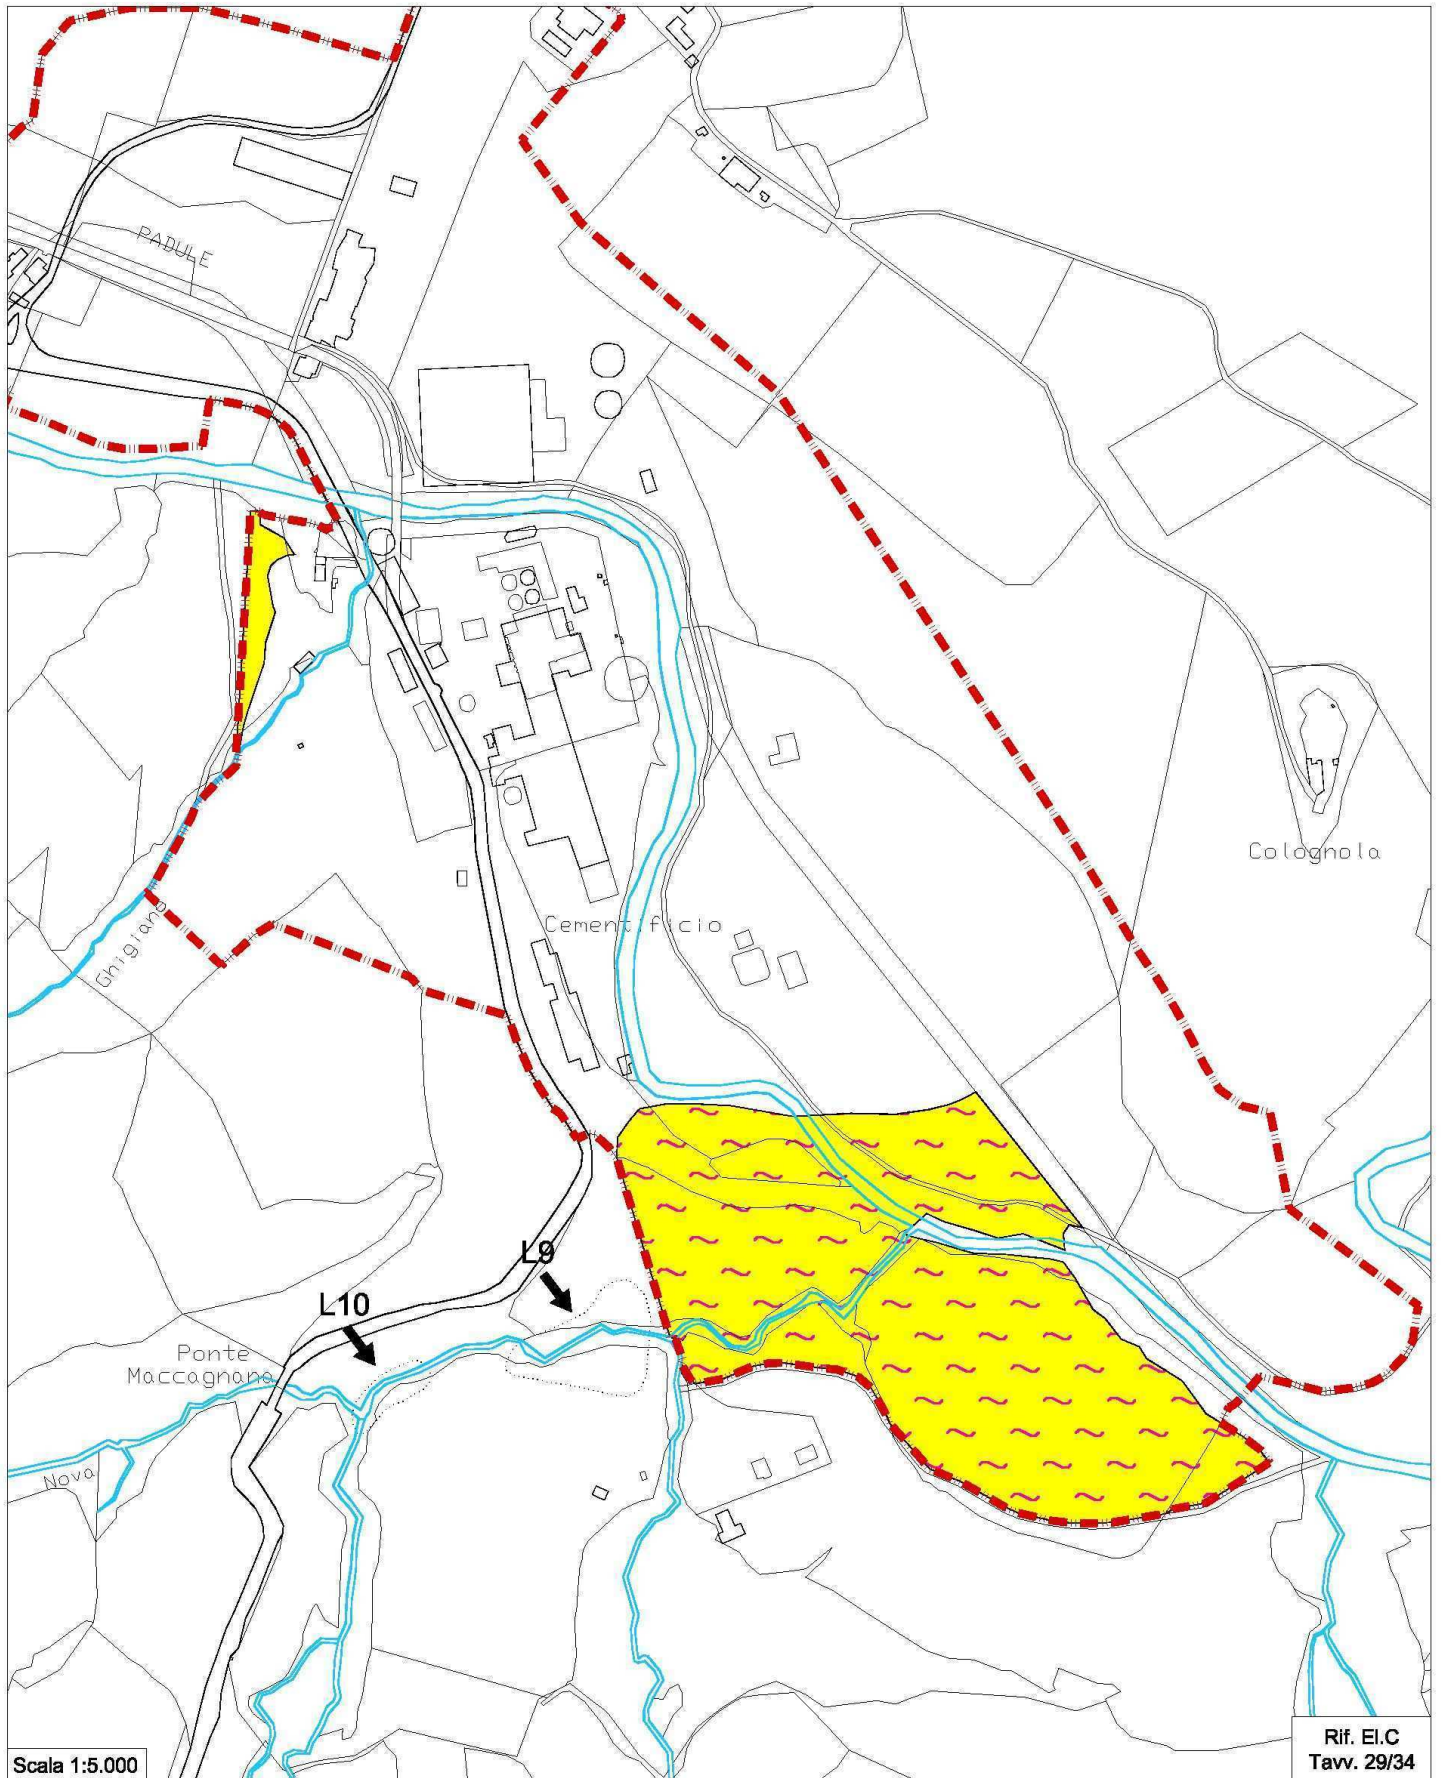 PADULE
Colognola
Cementificio
Ghigiano
L9
L10
Ponte
Maccagnana
Nova
Scala 1:5.000
Rif. El.C
Tavv. 29/34